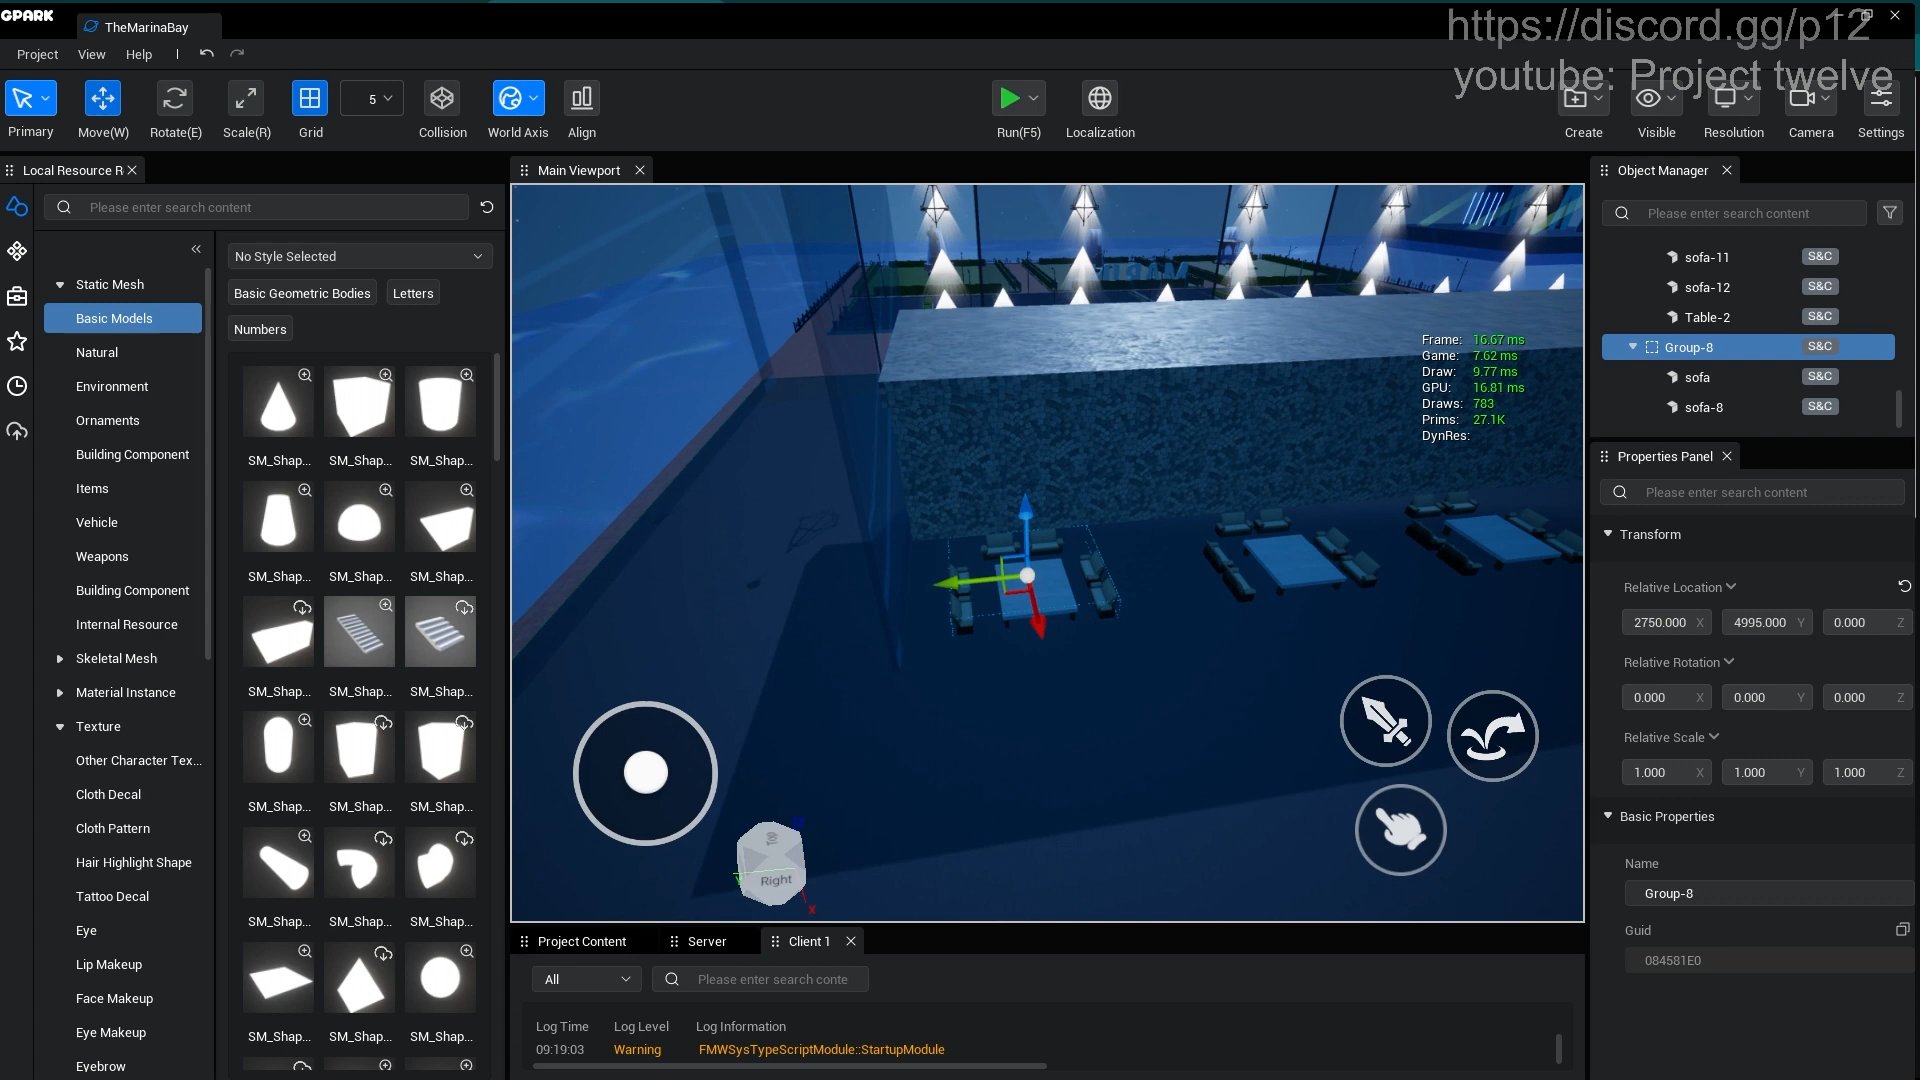 GPARK
TheMarinaBay
https://discord.gg/p12
youtube: Project twelve
Project View Help
5
Primary Move(W) Rotate(E) Scale(R) Grid Collision World Axis Align Run(F5) Localization Create Visible Resolution Camera Settings
Local Resource R
Please enter search content
Static Mesh
Basic Models
Natural
Environment
Ornaments
Building Component
Items
Vehicle
Weapons
Building Component
Internal Resource
Skeletal Mesh
Material Instance
Texture
Other Character Tex...
Cloth Decal
Cloth Pattern
Hair Highlight Shape
Tattoo Decal
Eye
Lip Makeup
Face Makeup
Eye Makeup
Eyebrow
No Style Selected
Basic Geometric Bodies Letters
Numbers
SM_Shap... SM_Shap... SM_Shap...
SM_Shap... SM_Shap... SM_Shap...
SM_Shap... SM_Shap... SM_Shap...
SM_Shap... SM_Shap... SM_Shap...
SM_Shap... SM_Shap... SM_Shap...
SM_Shap... SM_Shap... SM_Shap...
Main Viewport
Frame: 16.67 ms
Game: 7.62 ms
Draw: 9.77 ms
GPU: 16.81 ms
Draws: 783
Prims: 27.1K
DynRes:
Right
X
Project Content Server Client 1
All Please enter search conte
Log Time Log Level Log Information
09:19:03 Warning FMWSysTypeScriptModule::StartupModule
Object Manager
Please enter search content
sofa-11 S&C
sofa-12 S&C
Table-2 S&C
Group-8 S&C
sofa S&C
sofa-8 S&C
Properties Panel
Please enter search content
Transform
Relative Location
2750.000 X 4995.000 Y 0.000 Z
Relative Rotation
0.000 X 0.000 Y 0.000 Z
Relative Scale
1.000 X 1.000 Y 1.000 Z
Basic Properties
Name
Group-8
Guid
084581E0